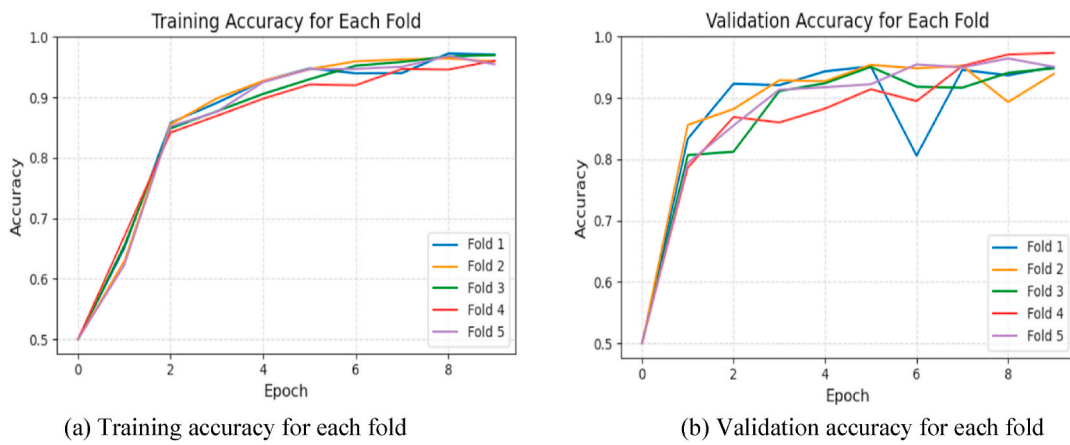 Training Accuracy for Each Fold
1.0
0.9
0.8
0.7
0.6
0.5
Accuracy
Fold 1
Fold 2
Fold 3
Fold 4
Fold 5
0 2 4 6 8
Epoch
(a) Training accuracy for each fold
Validation Accuracy for Each Fold
1.0
0.9
0.8
0.7
0.6
0.5
Accuracy
Fold 1
Fold 2
Fold 3
Fold 4
Fold 5
0 2 4 6 8
Epoch
(b) Validation accuracy for each fold